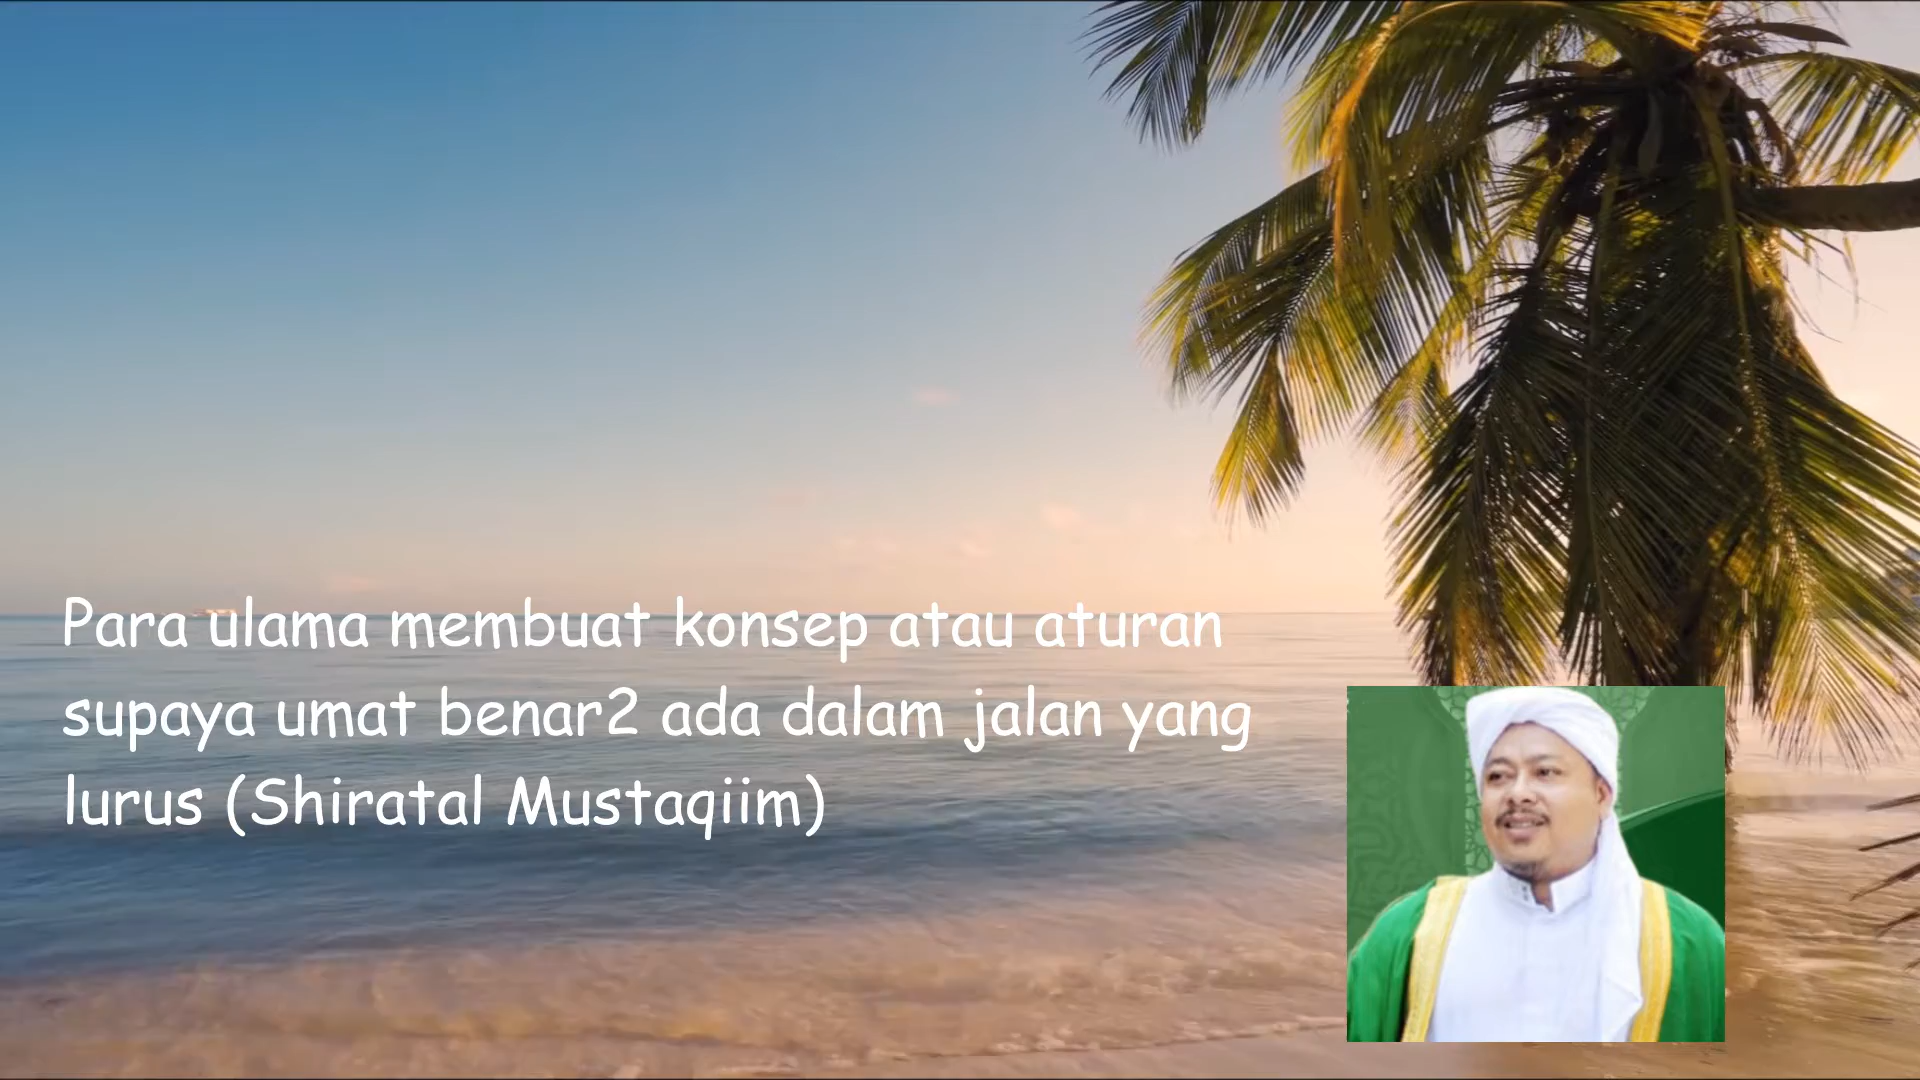 Para ulama membuat konsep atau aturan
supaya umat benar2 ada dalam jalan yang
lurus (Shiratal Mustaqiim)